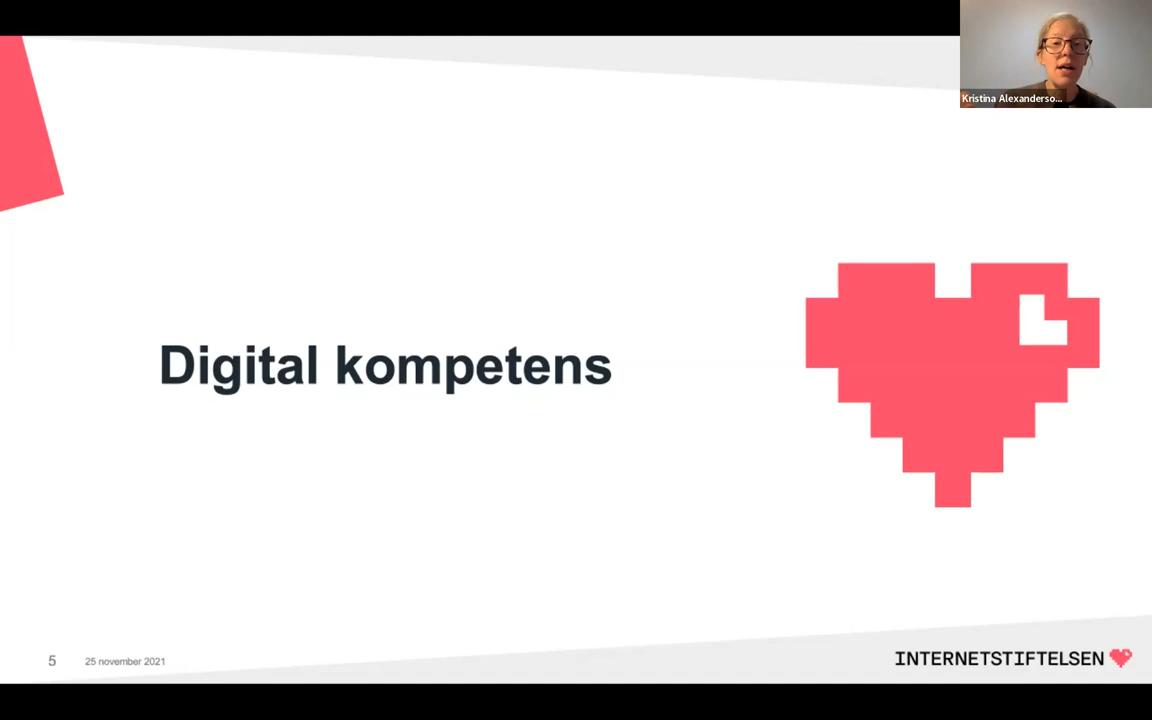 Kristina Alexanderso...
Digital kompetens
5
25 november 2021
INTERNETSTIFTELSEN